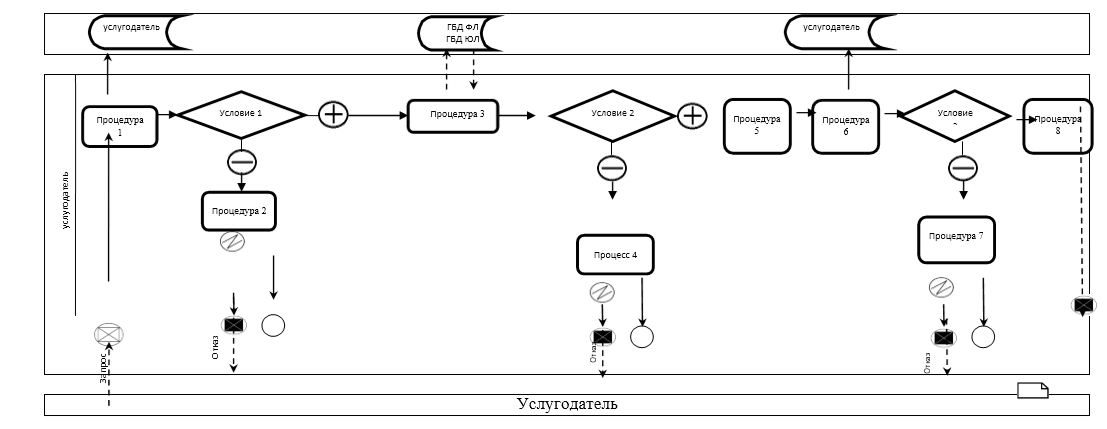 услугодатель
ГБД ФЛ
ГБД ЮЛ
услугодатель
услугодатель
Процедура
1
Условие 1
Процедура 3
Условие 2
Процедура
5
Процедура
6
Условие
Процедура
8
Процедура 2
Процесс 4
Процедура 7
Запрос
Отказ
Отказ
Отказ
Услугодатель